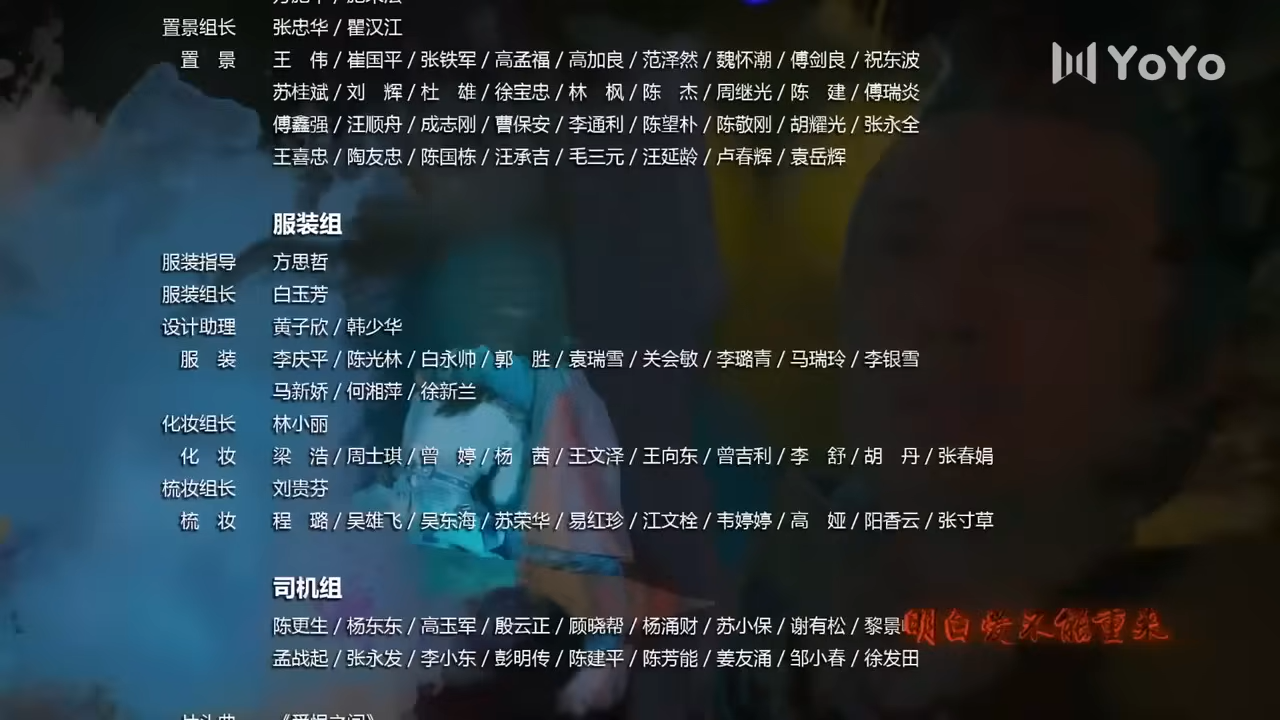 置景组长 张忠华 / 瞿汉江
置 景 王 伟 / 崔国平 / 张铁军 / 高孟福 / 高加良 / 范泽然 / 魏怀潮 / 傅剑良 / 祝东波
苏桂斌 / 刘 辉 / 杜 雄 / 徐宝忠 / 林 枫 / 陈 杰 / 周继光 / 陈 建 / 傅瑞炎
傅鑫强 / 汪顺舟 / 成志刚 / 曹保安 / 李通利 / 陈望朴 / 陈敬刚 / 胡耀光 / 张永全
王喜忠 / 陶友忠 / 陈国栋 / 汪承吉 / 毛三元 / 汪延龄 / 卢春辉 / 袁岳辉
YoYo
服装组
服装指导 方思哲
服装组长 白玉芳
设计助理 黄子欣 / 韩少华
服 装 李庆平 / 陈光林 / 白永帅 / 郭 胜 / 袁瑞雪 / 关会敏 / 李璐青 / 马瑞玲 / 李银雪
马新娇 / 何湘萍 / 徐新兰
化妆组长 林小丽
化 妆 梁 浩 / 周士琪 / 曾 婷 / 杨 茜 / 王文泽 / 王向东 / 曾吉利 / 李 舒 / 胡 丹 / 张春娟
梳妆组长 刘贵芬
梳 妆 程 璐 / 吴雄飞 / 吴东海 / 苏荣华 / 易红珍 / 江文栓 / 韦婷婷 / 高 娅 / 阳香云 / 张寸草
司机组
陈更生 / 杨东东 / 高玉军 / 殷云正 / 顾晓帮 / 杨涌财 / 苏小保 / 谢有松 / 黎景
明白爱不能重来
孟战起 / 张永发 / 李小东 / 彭明传 / 陈建平 / 陈芳能 / 姜友涌 / 邹小春 / 徐发田